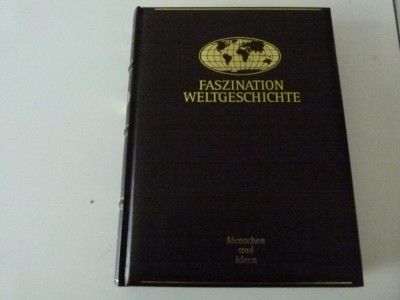 FASZINATION
WELTGESCHICHTE
Menschen
und
Ideen